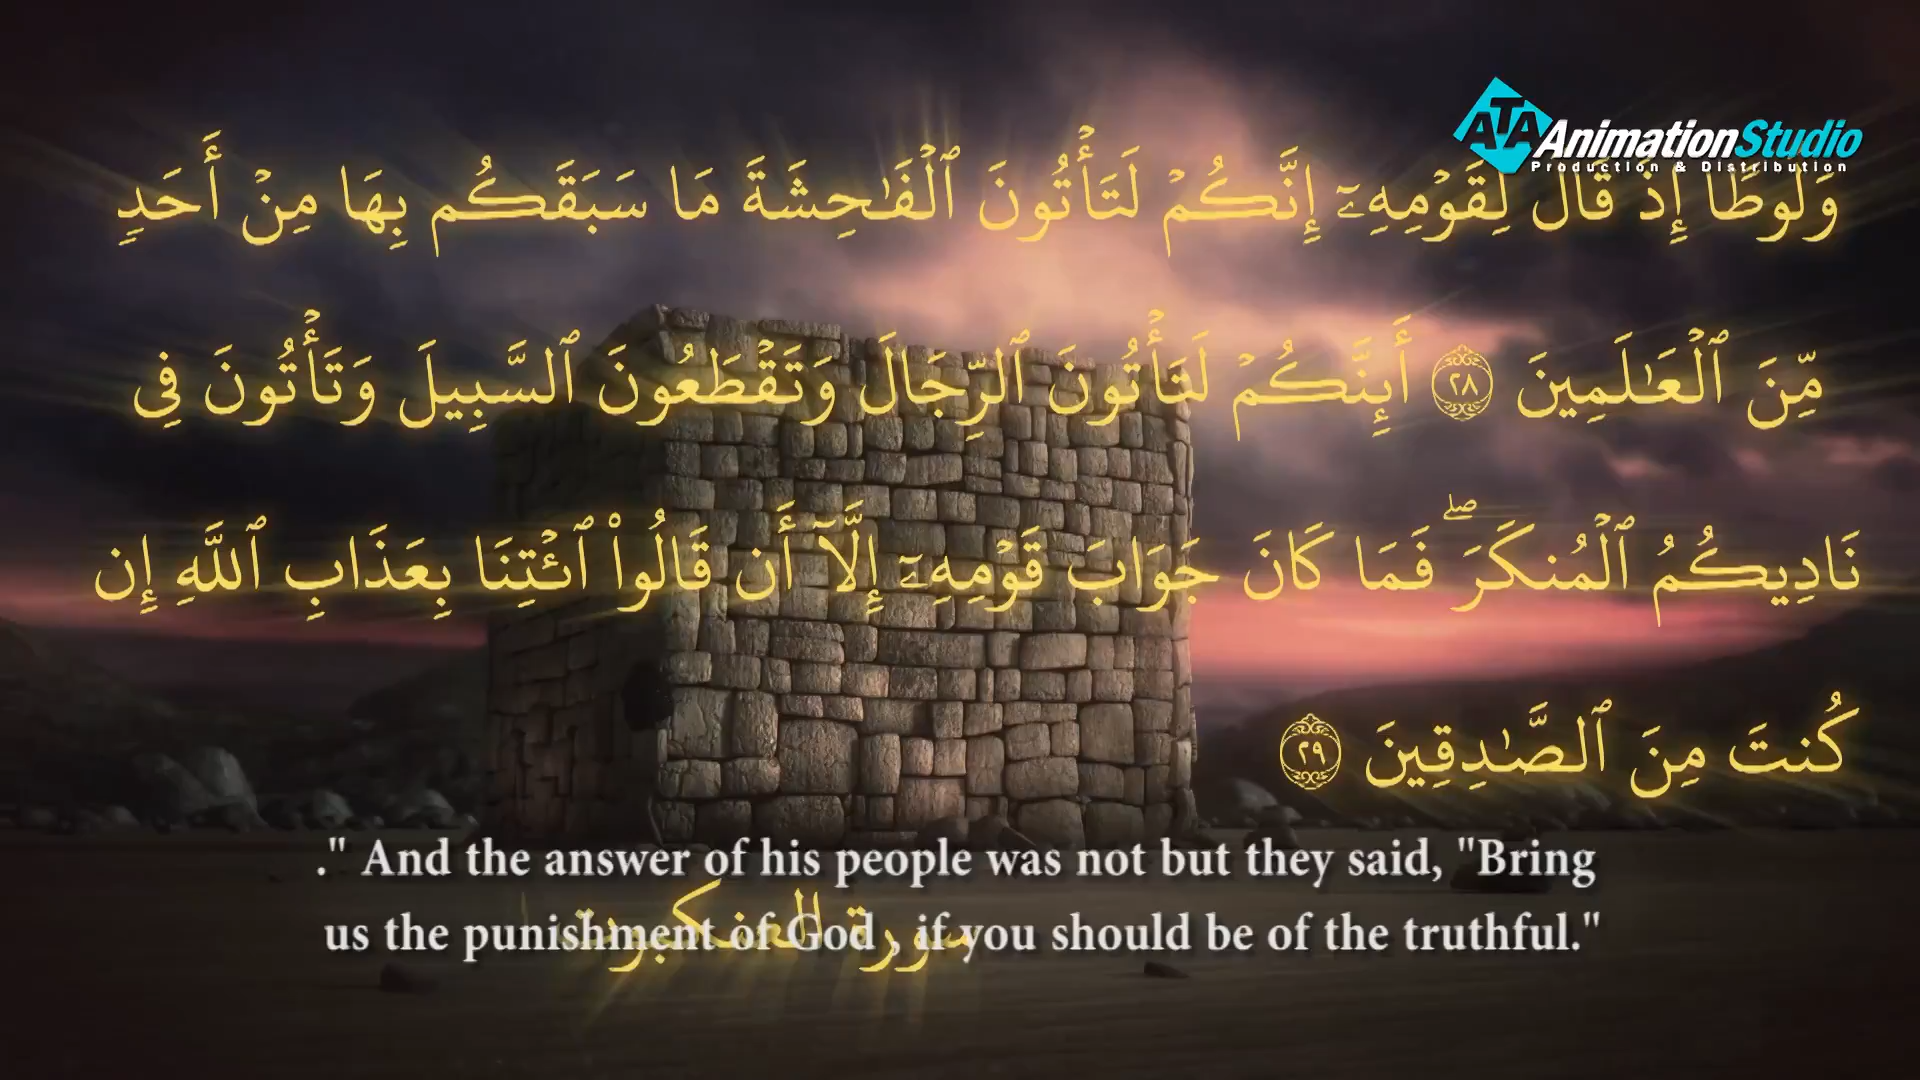 ATA AnimationStudio
Production & Distribution
وَلُوطًا إِذْ قَالَ لِقَوْمِهِۦٓ إِنَّكُمْ لَتَأْتُونَ ٱلْفَٰحِشَةَ مَا سَبَقَكُم بِهَا مِنْ أَحَدٍ
مِّنَ ٱلْعَٰلَمِينَ ٢٨ أَئِنَّكُمْ لَتَأْتُونَ ٱلرِّجَالَ وَتَقْطَعُونَ ٱلسَّبِيلَ وَتَأْتُونَ فِى
نَادِيكُمُ ٱلْمُنكَرَ ۖ فَمَا كَانَ جَوَابَ قَوْمِهِۦٓ إِلَّآ أَن قَالُوا۟ ٱئْتِنَا بِعَذَابِ ٱللَّهِ إِن
كُنتَ مِنَ ٱلصَّٰدِقِينَ ٢٩
." And the answer of his people was not but they said, "Bring
us the punishment of God , if you should be of the truthful."
سورة العنكبوت